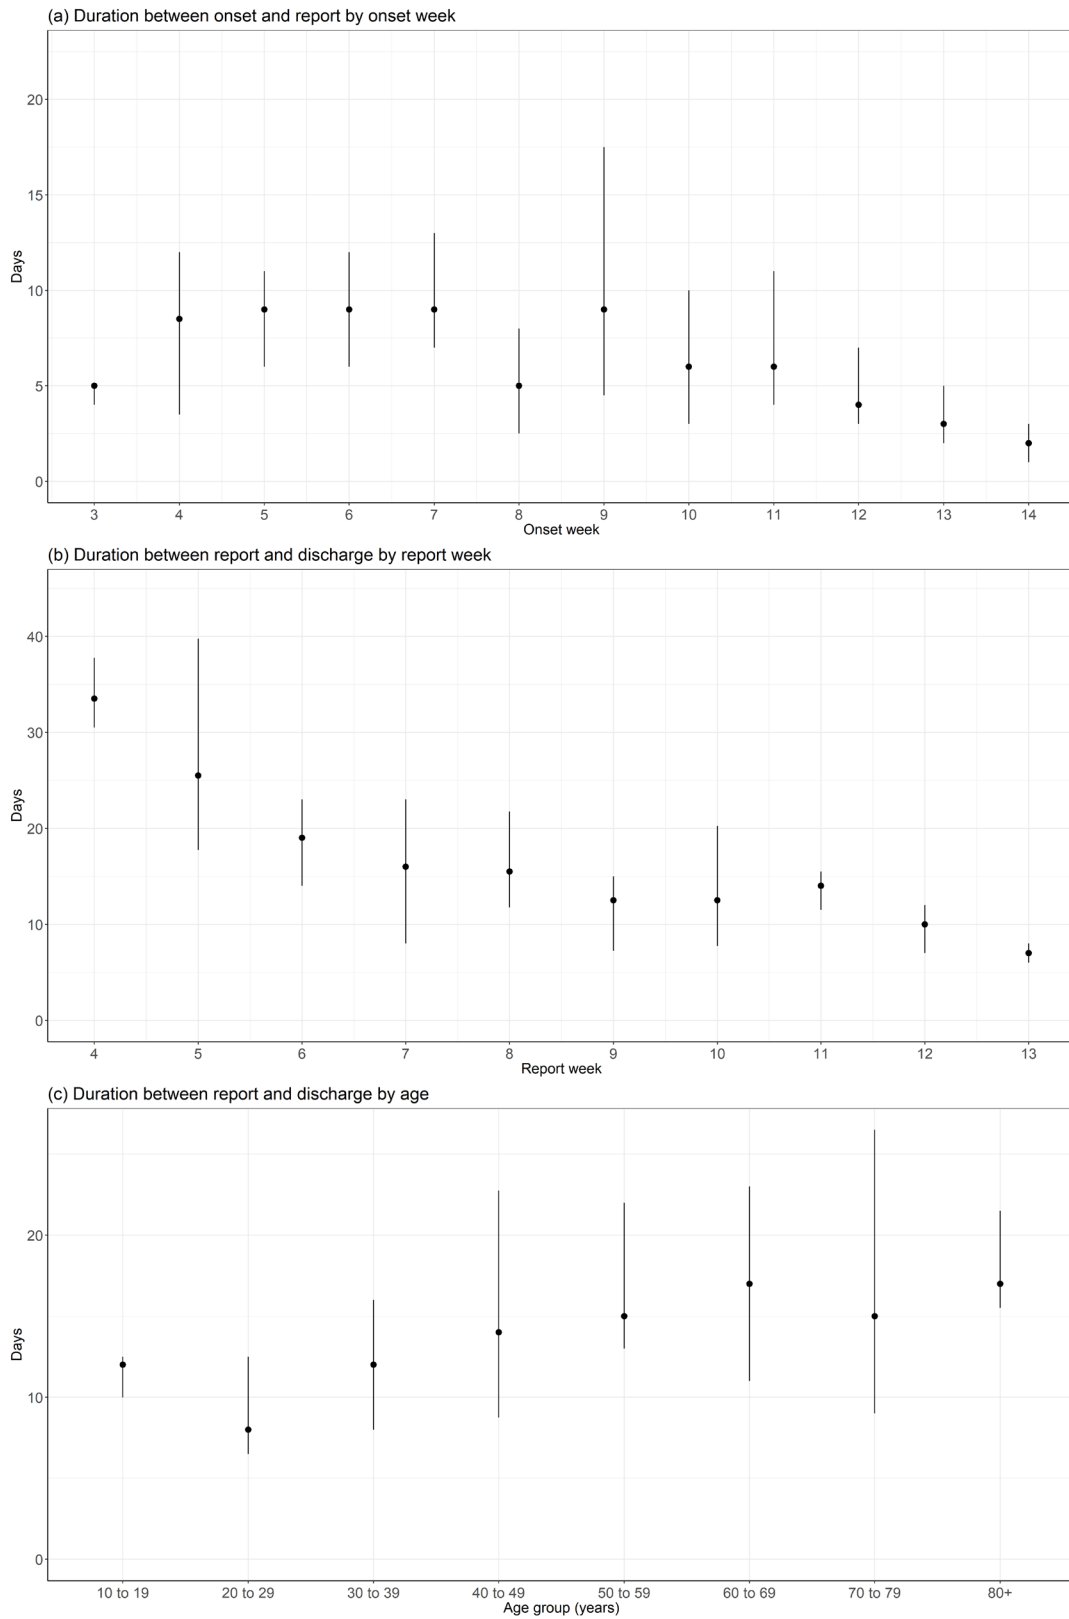 (a) Duration between onset and report by onset week
Days
20
15
10
5
0
3 4 5 6 7 8 9 10 11 12 13 14
Onset week
(b) Duration between report and discharge by report week
Days
40
30
20
10
0
4 5 6 7 8 9 10 11 12 13
Report week
(c) Duration between report and discharge by age
Days
20
10
0
10 to 19 20 to 29 30 to 39 40 to 49 50 to 59 60 to 69 70 to 79 80+
Age group (years)